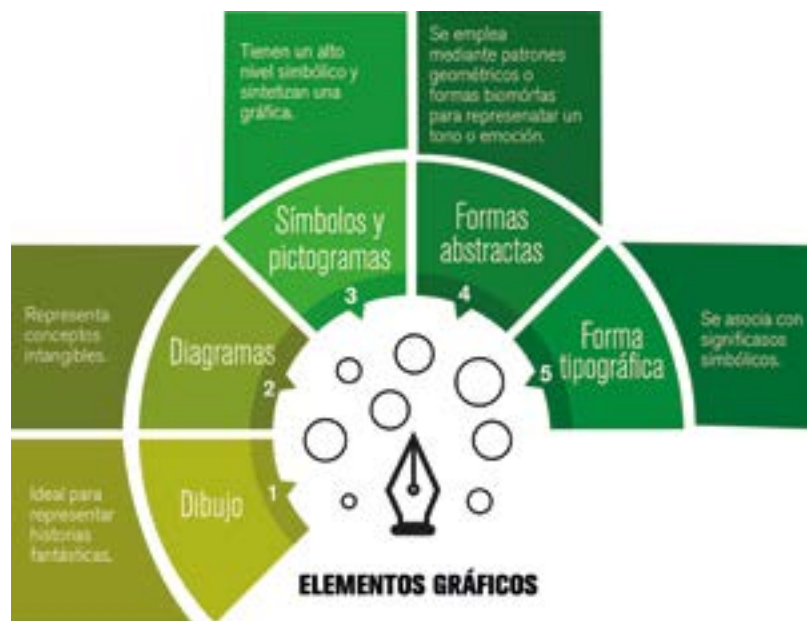 Tienen un alto
nivel simbólico y
sintetizan una
gráfica.
Se emplea
mediante patrones
geométricos o
formas biomórfas
para represenatar un
tono o emoción.
Símbolos y
pictogramas
3
Formas
abstractas
4
Representa
conceptos
intangibles.
Diagramas
2
Forma
tipográfica
5
Se asocia con
significasos
simbólicos.
Ideal para
representar
historias
fantásticas.
Dibujo
1
ELEMENTOS GRÁFICOS